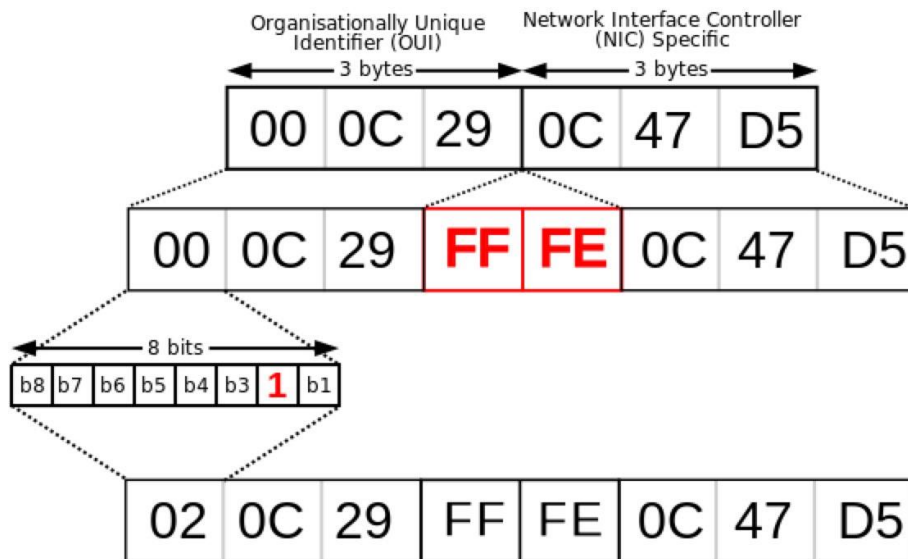 Organisationally Unique
Identifier (OUI)
Network Interface Controller
(NIC) Specific
3 bytes
3 bytes
00 0C 29 0C 47 D5
00 0C 29 FF FE 0C 47 D5
8 bits
b8 b7 b6 b5 b4 b3 1 b1
02 0C 29 FF FE 0C 47 D5